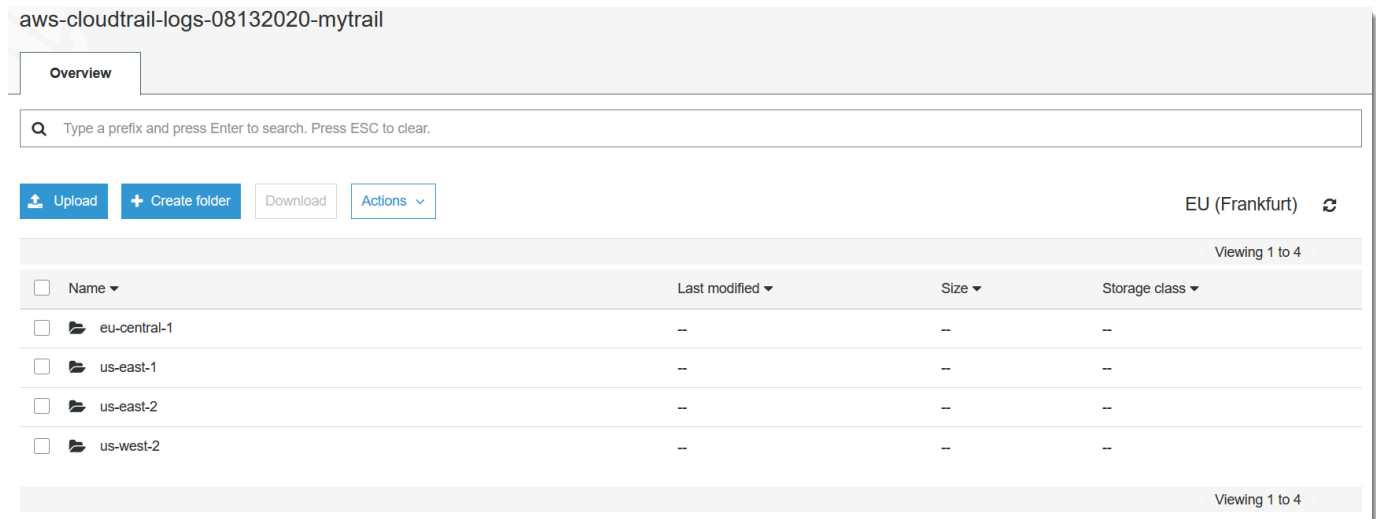 aws-cloudtrail-logs-08132020-mytrail
Overview
Type a prefix and press Enter to search. Press ESC to clear.
Upload Create folder Download Actions EU (Frankfurt)
Viewing 1 to 4
Name Last modified Size Storage class
eu-central-1 -- -- --
us-east-1 -- -- --
us-east-2 -- -- --
us-west-2 -- -- --
Viewing 1 to 4